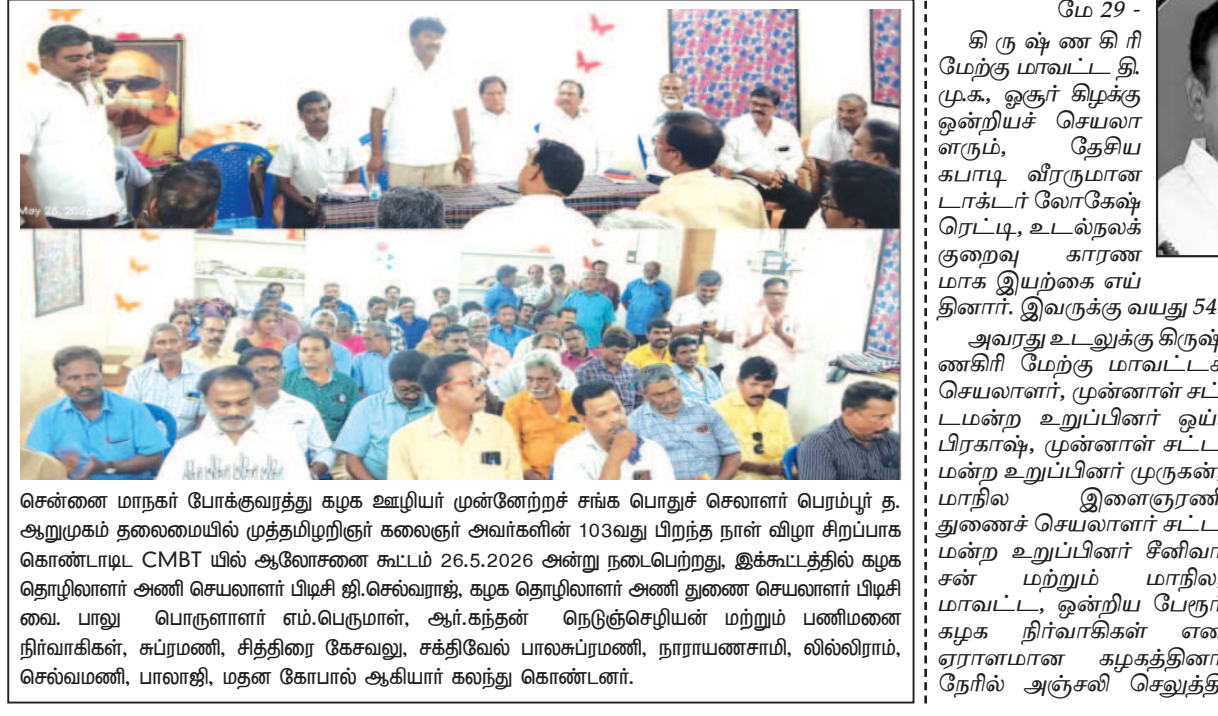 May 26, 202
சென்னை மாநகர் போக்குவரத்து கழக ஊழியர் முன்னேற்றச் சங்க பொதுச் செலாளர் பெரம்பூர் த.
ஆறுமுகம் தலைமையில் முத்தமிழறிஞர் கலைஞர் அவர்களின் 103வது பிறந்த நாள் விழா சிறப்பாக
கொண்டாடிட CMBT யில் ஆலோசனை கூட்டம் 26.5.2026 அன்று நடைபெற்றது, இக்கூட்டத்தில் கழக
தொழிலாளர் அணி செயலாளர் பிடிசி ஜி.செல்வராஜ், கழக தொழிலாளர் அணி துணை செயலாளர் பிடிசி
வை. பாலு பொருளாளர் எம்.பெருமாள், ஆர்.கந்தன் நெடுஞ்செழியன் மற்றும் பணிமனை
நிர்வாகிகள், சுப்ரமணி, சித்திரை கேசவலு, சக்திவேல் பாலசுப்ரமணி, நாராயணசாமி, லில்லிராம்,
செல்வமணி, பாலாஜி, மதன கோபால் ஆகியார் கலந்து கொண்டனர்.
மே 29 -
கிருஷ்ணகிரி
மேற்கு மாவட்ட தி.
மு.க., ஓசூர் கிழக்கு
ஒன்றியச் செயலா
ளரும், தேசிய
கபாடி வீரருமான
டாக்டர் லோகேஷ்
ரெட்டி, உடல்நலக்
குறைவு காரண
மாக இயற்கை எய்
தினார். இவருக்கு வயது 54.
அவரது உடலுக்கு கிருஷ்
ணகிரி மேற்கு மாவட்டக்
செயலாளர், முன்னாள் சட்
டமன்ற உறுப்பினர் ஒய்.
பிரகாஷ், முன்னாள் சட்ட
மன்ற உறுப்பினர் முருகன்,
மாநில இளைஞரணி
துணைச் செயலாளர் சட்ட
மன்ற உறுப்பினர் சீனிவா
சன் மற்றும் மாநில,
மாவட்ட, ஒன்றிய பேரூர்
கழக நிர்வாகிகள் என
ஏராளமான கழகத்தினர்
நேரில் அஞ்சலி செலுத்தி